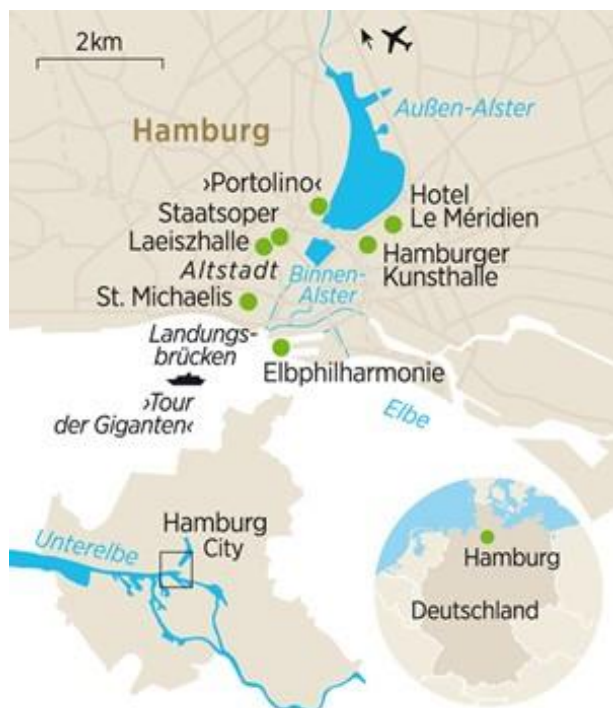 2km
Außen-Alster
Hamburg
›Portolino‹
Hotel
Le Méridien
Staatsoper
Laeiszhalle
Hamburger
Kunsthalle
Altstadt
Binnen-
Alster
St. Michaelis
Landungs-
brücken
Elbphilharmonie
›Tour
der Giganten‹
Elbe
Hamburg
City
Unterelbe
Hamburg
Deutschland